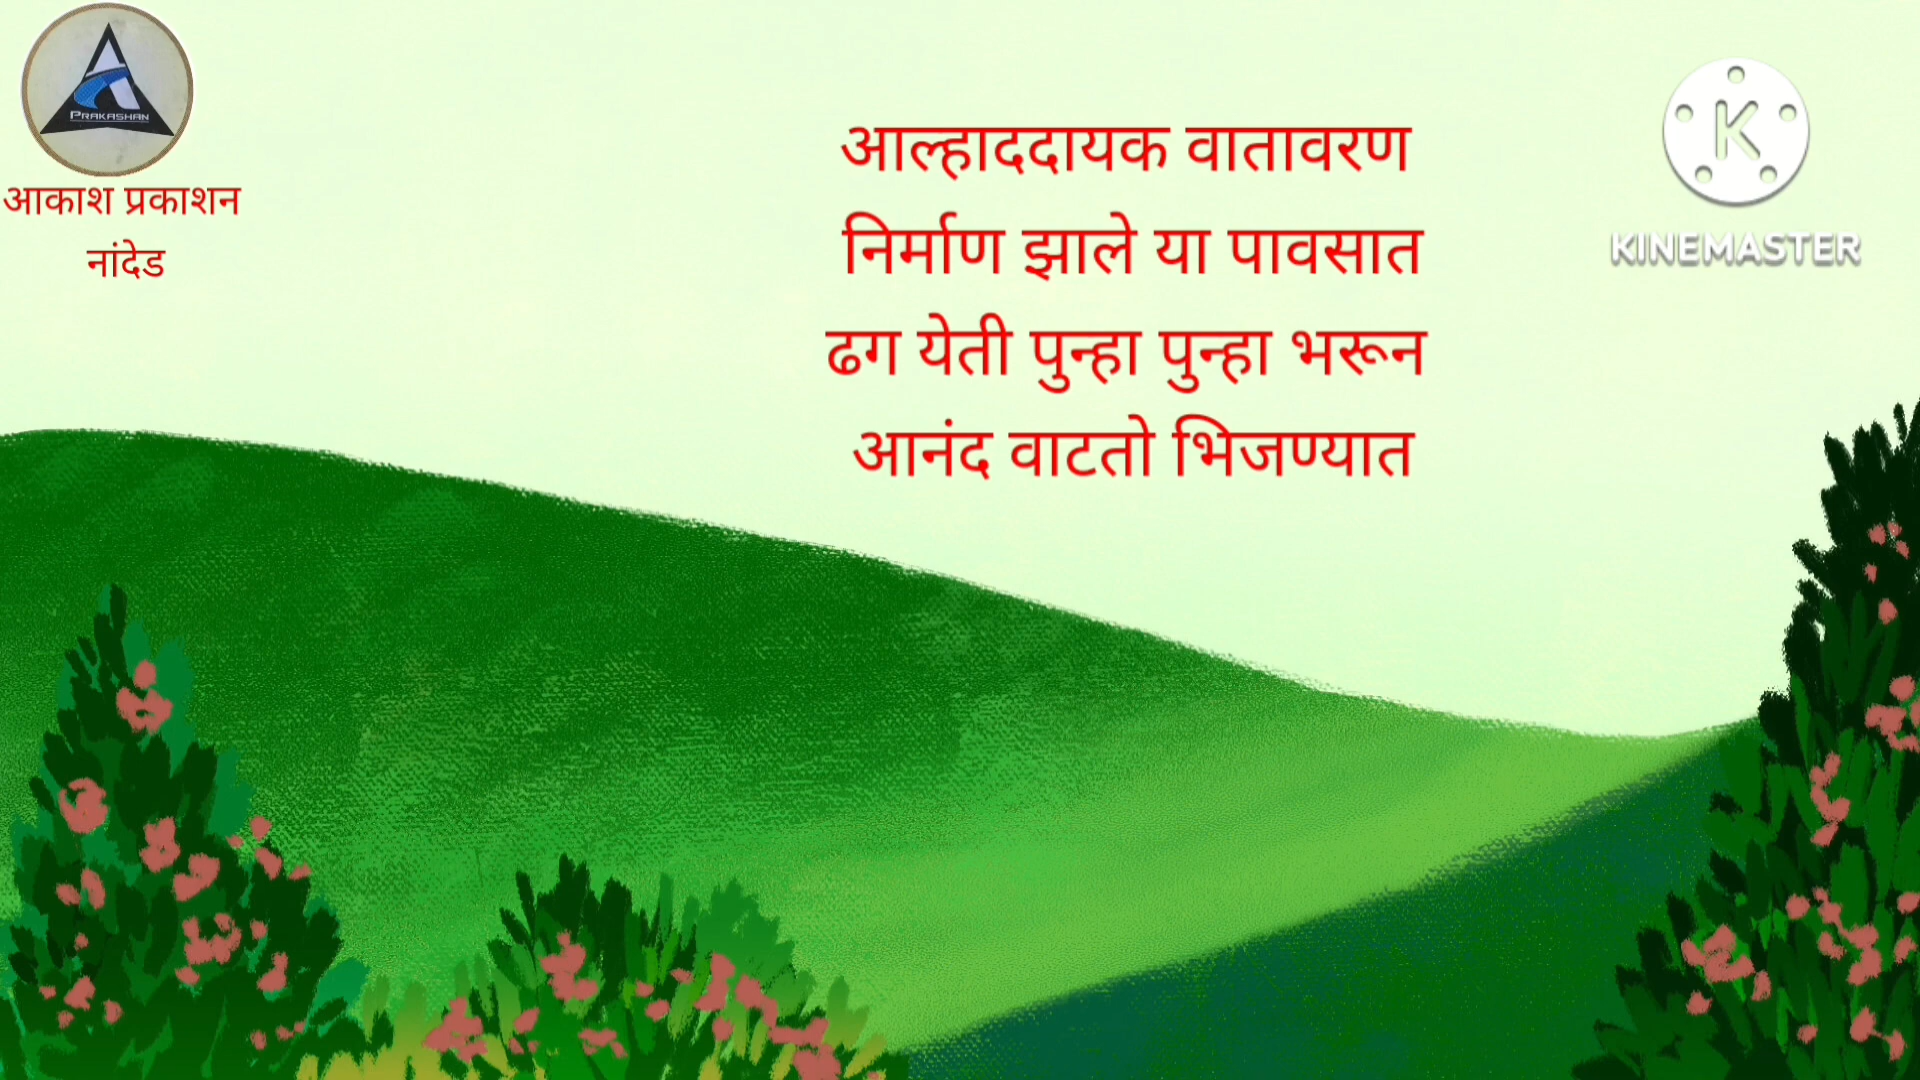 PRAKASHAN
आकाश प्रकाशन
नांदेड
आल्हाददायक वातावरण
निर्माण झाले या पावसात
ढग येती पुन्हा पुन्हा भरून
आनंद वाटतो भिजण्यात
K
KINEMASTER